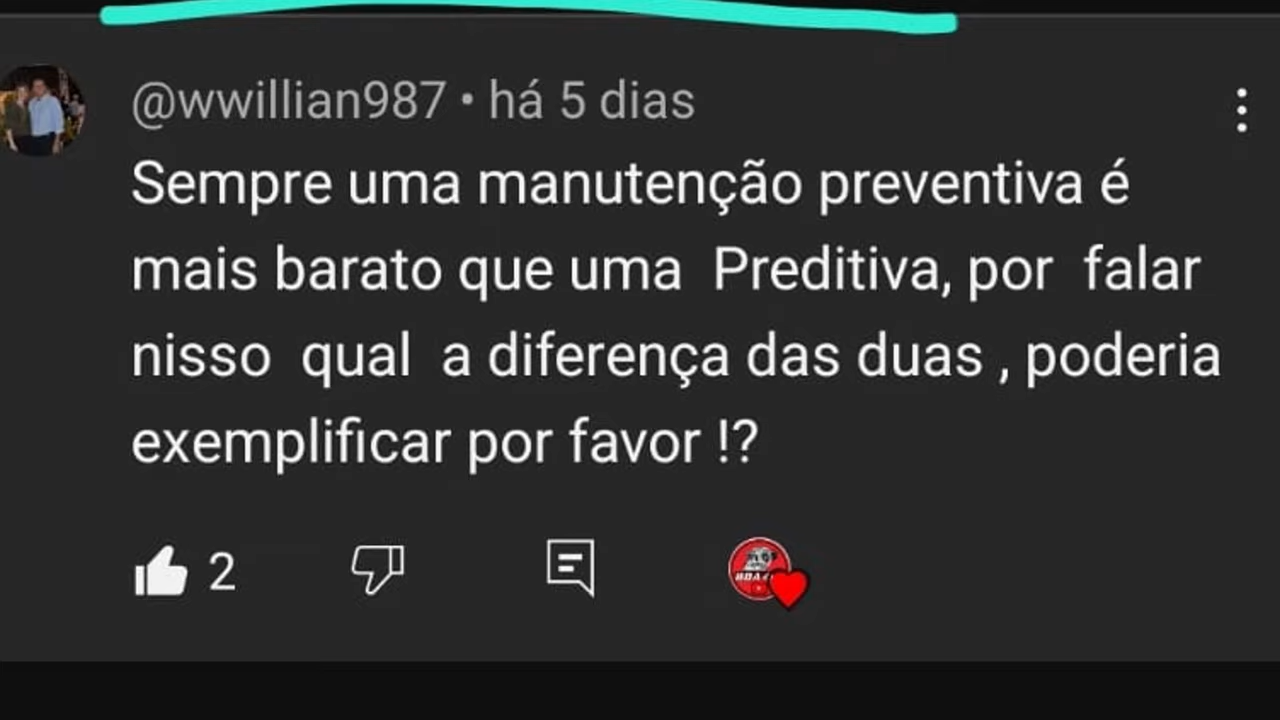 @wwillian987 • há 5 dias
Sempre uma manutenção preventiva é
mais barato que uma  Preditiva, por  falar
nisso  qual  a diferença das duas , poderia
exemplificar por favor !?
2